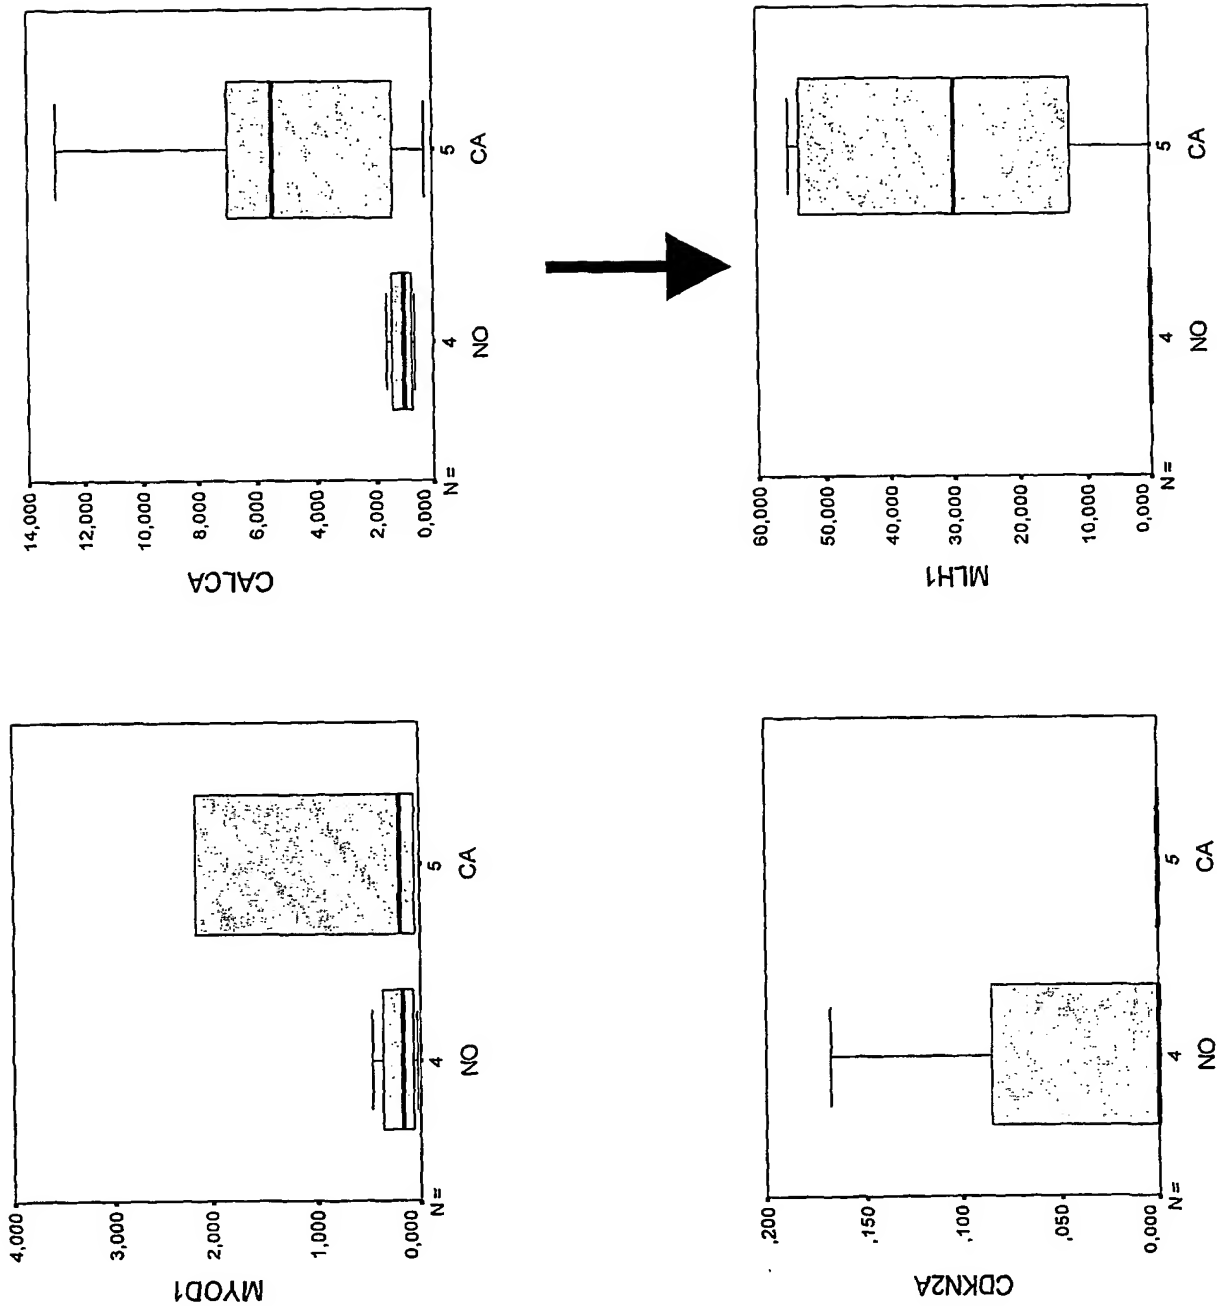 14,000
12,000
10,000
8,000
6,000
4,000
2,000
0,000
N =
4
5
NO
CA
CALCA
60,000
50,000
40,000
30,000
20,000
10,000
0,000
N =
4
5
NO
CA
MLH1
4,000
3,000
2,000
1,000
0,000
N =
4
5
NO
CA
MYOD1
,200
,150
,100
,050
0,000
N =
4
5
NO
CA
CDKN2A